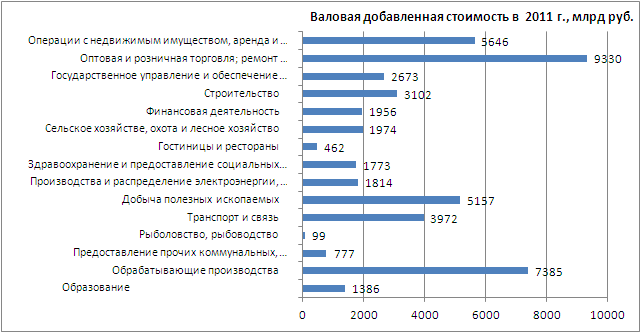 Валовая добавленная стоимость в 2011 г., млрд руб.
Операции с недвижимым имуществом, аренда и... 5646
Оптовая и розничная торговля; ремонт ... 9330
Государственное управление и обеспечение... 2673
Строительство 3102
Финансовая деятельность 1956
Сельское хозяйстве, охота и лесное хозяйство 1974
Гостиницы и рестораны 462
Здравоохранение и предоставление социальных... 1773
Производства и распределение электроэнергии,... 1814
Добыча полезных ископаемых 5157
Транспорт и связь 3972
Рыболовство, рыбоводство 99
Предоставление прочих коммунальных,... 777
Обрабатывающие производства 7385
Образование 1386
0 2000 4000 6000 8000 10000